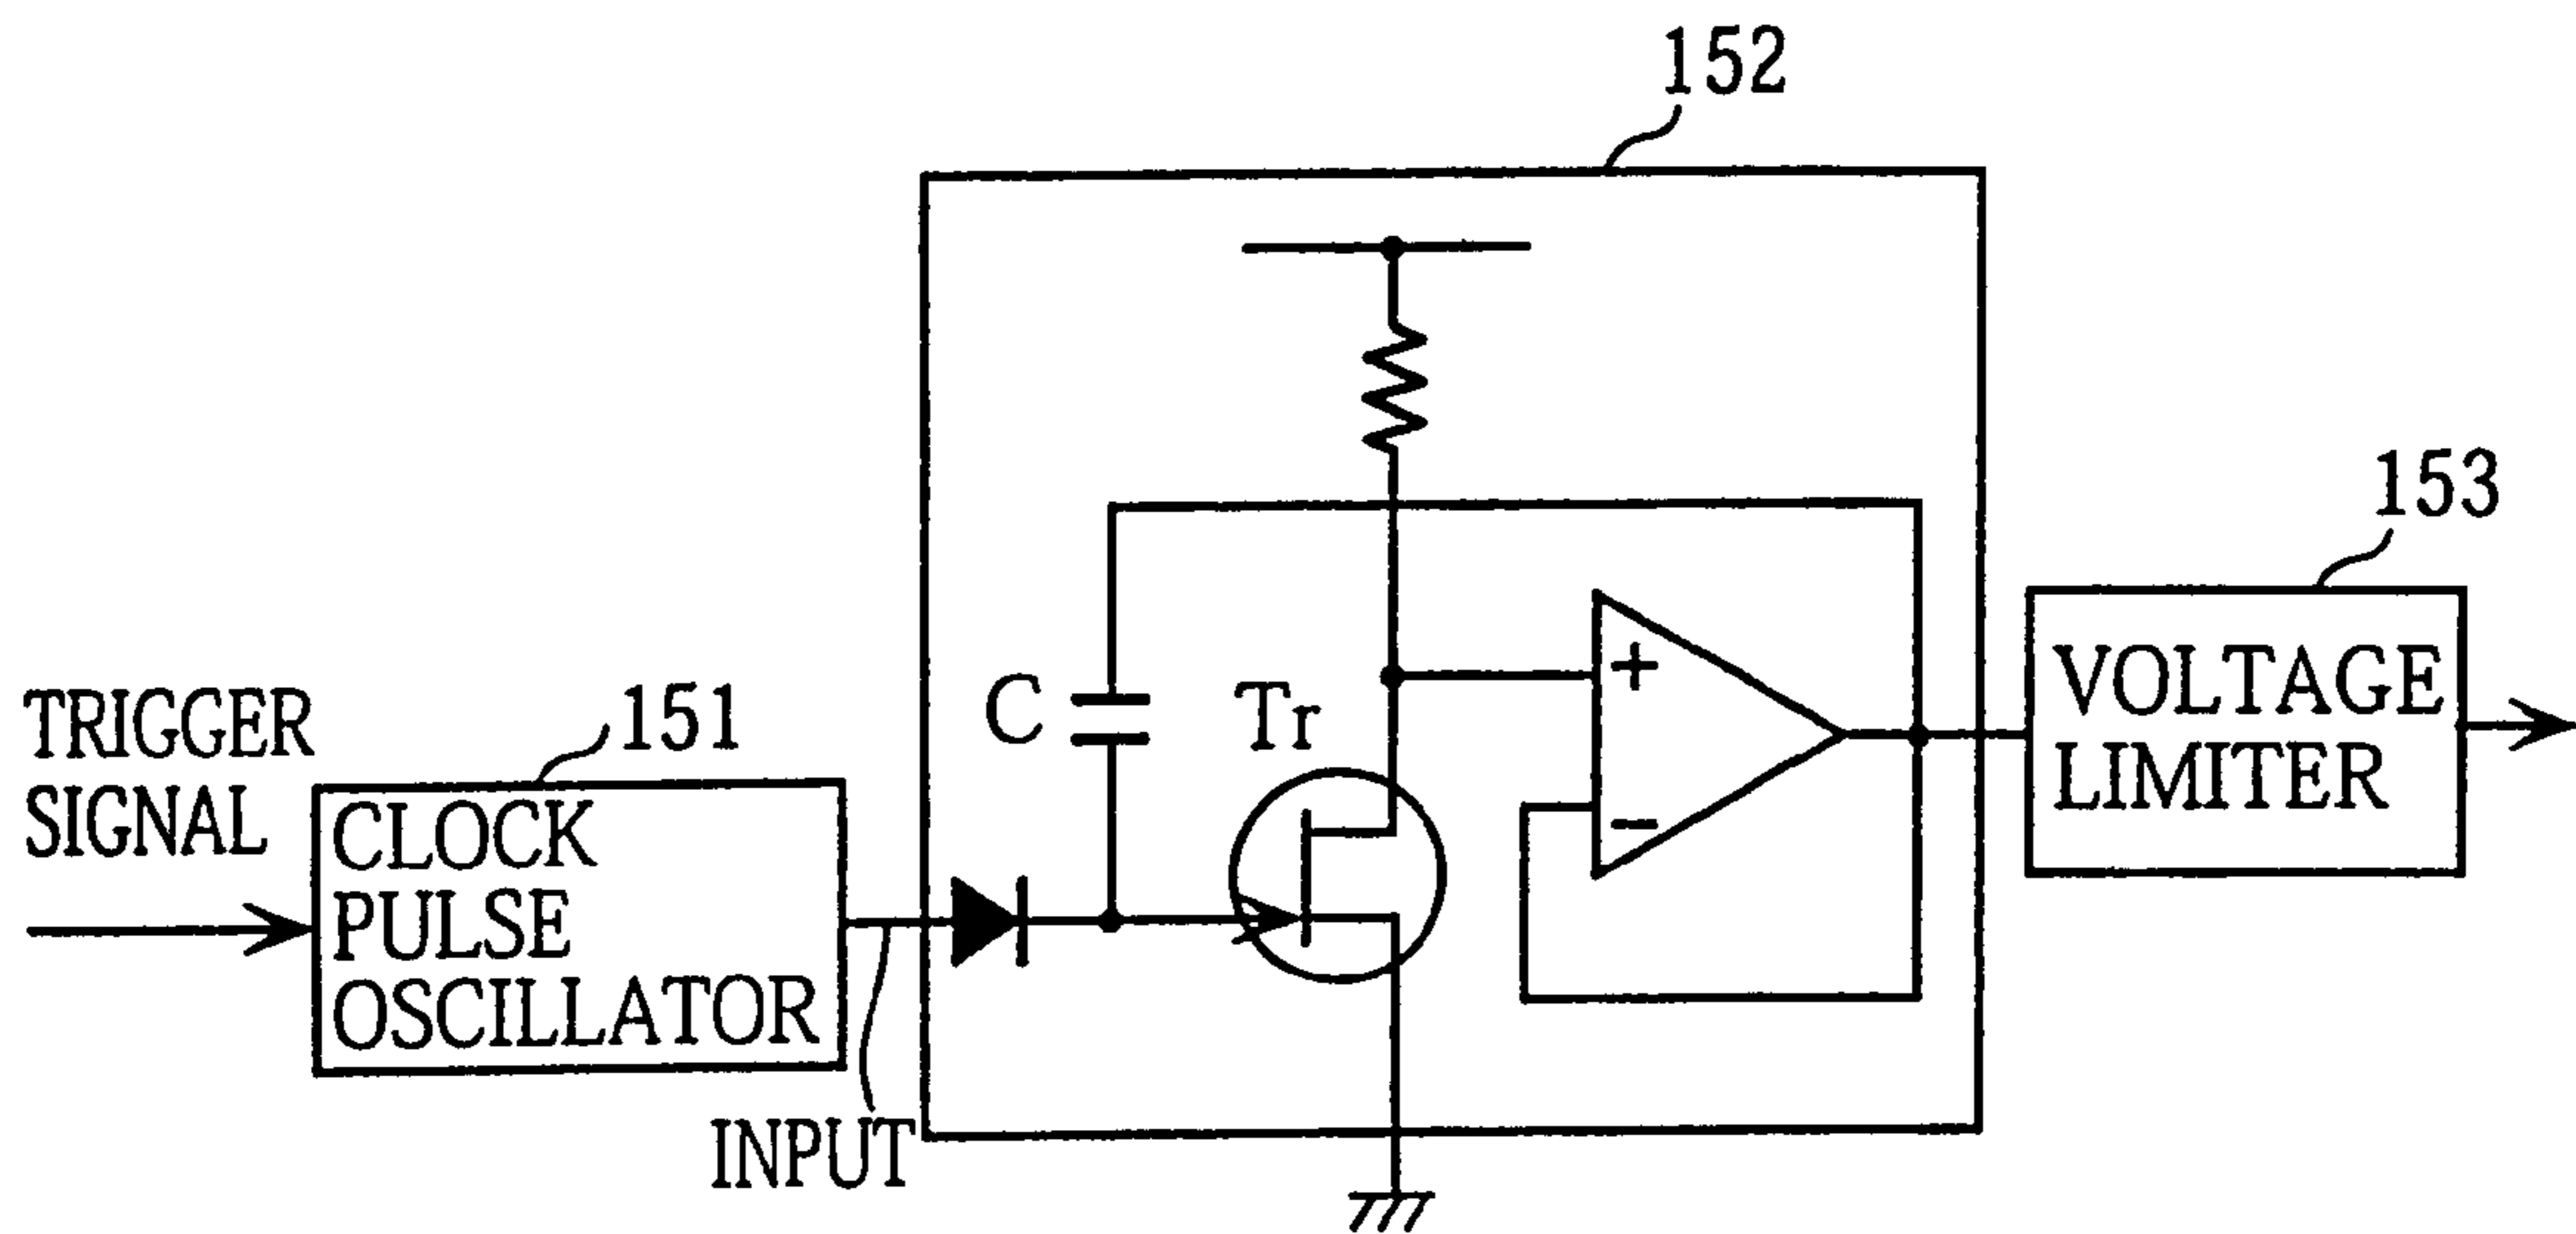 152
153
TRIGGER
SIGNAL
151
CLOCK
PULSE
OSCILLATOR
INPUT
C
Tr
+
−
VOLTAGE
LIMITER